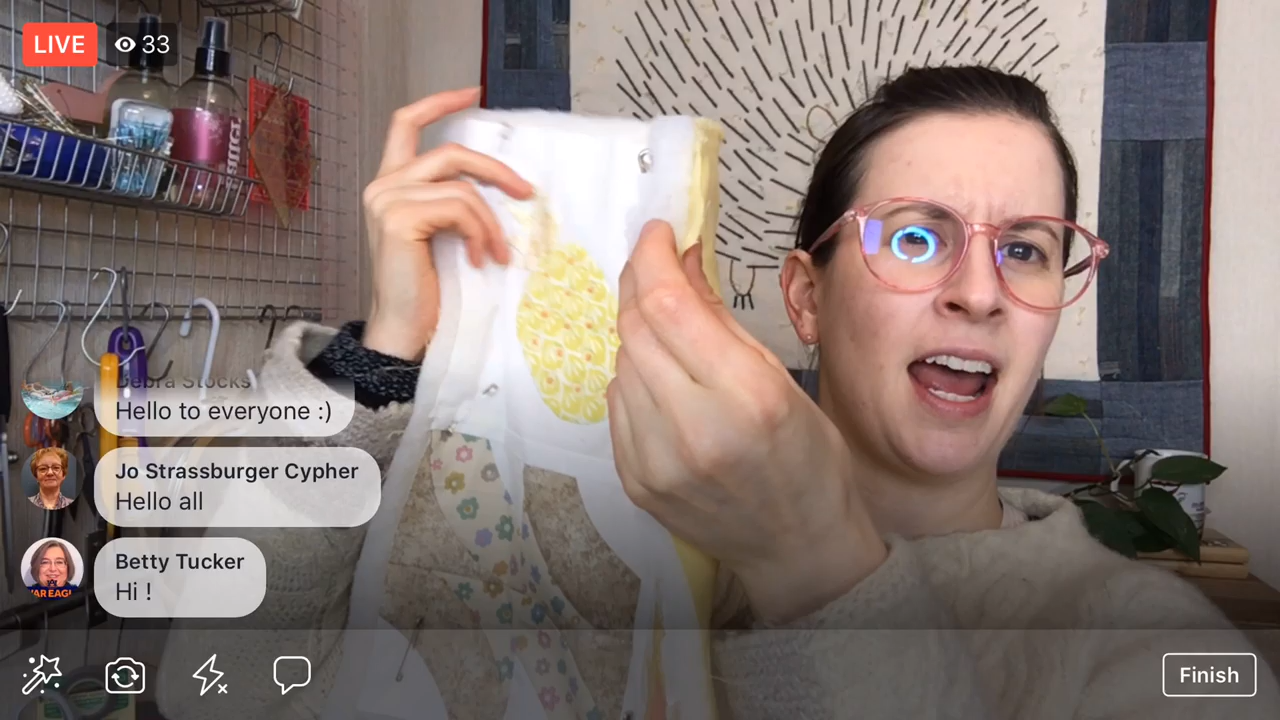 LIVE
33
Debra Stocks
Hello to everyone :)
Jo Strassburger Cypher
Hello all
Betty Tucker
Hi !
Finish